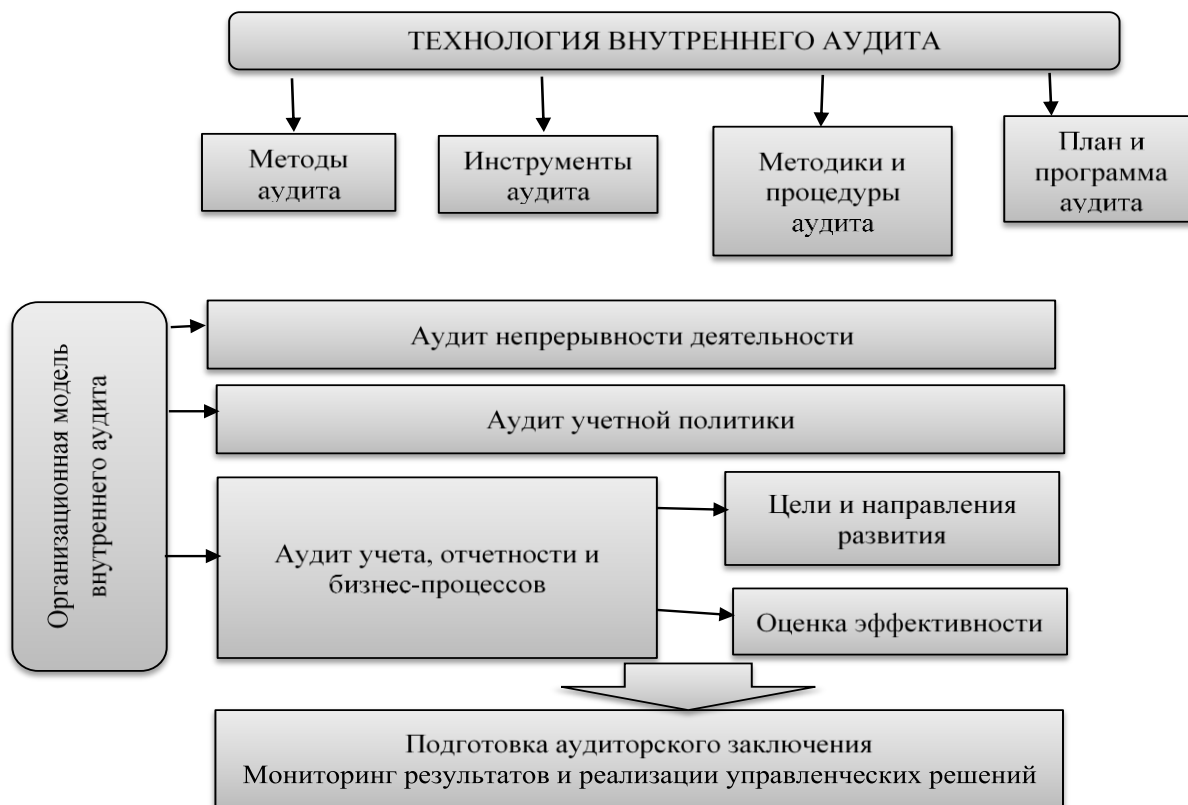 ТЕХНОЛОГИЯ ВНУТРЕННЕГО АУДИТА
Методы
аудита
Инструменты
аудита
Методики и
процедуры
аудита
План и
программа
аудита
Организационная модель
внутреннего аудита
Аудит непрерывности деятельности
Аудит учетной политики
Аудит учета, отчетности и
бизнес-процессов
Цели и направления
развития
Оценка эффективности
Подготовка аудиторского заключения
Мониторинг результатов и реализации управленческих решений